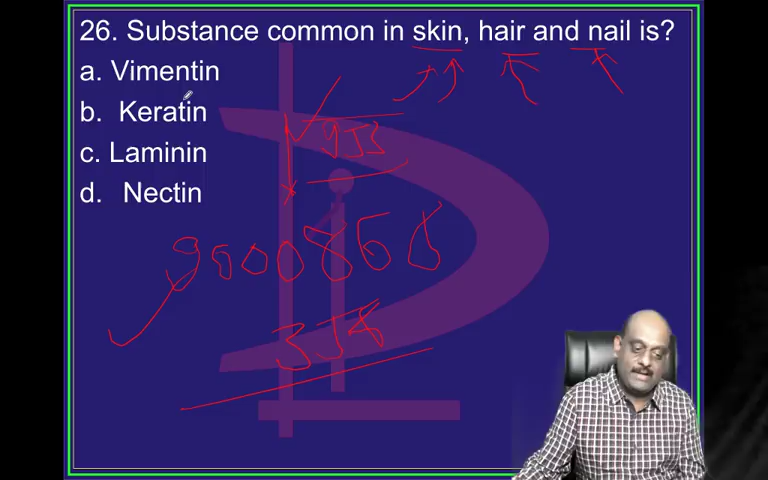 26. Substance common in skin, hair and nail is?
a. Vimentin
b. Keratin
c. Laminin
d. Nectin